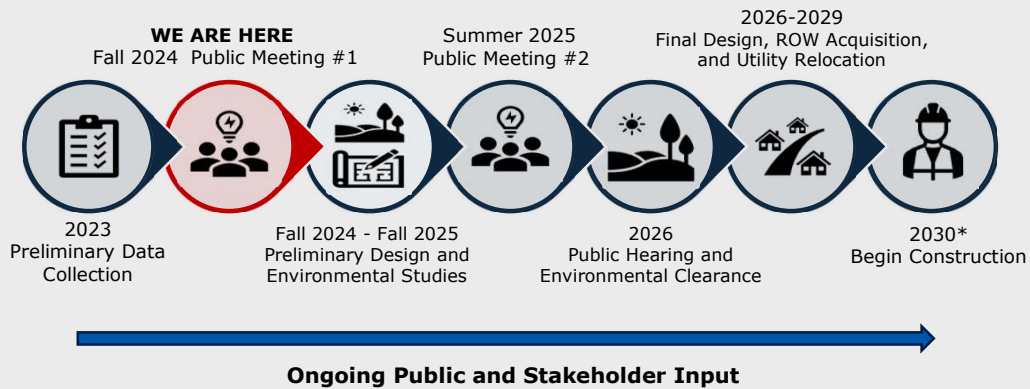 WE ARE HERE
Fall 2024  Public Meeting #1
Summer 2025
Public Meeting #2
2026-2029
Final Design, ROW Acquisition,
and Utility Relocation
2023
Preliminary Data
Collection
Fall 2024 - Fall 2025
Preliminary Design and
Environmental Studies
2026
Public Hearing and
Environmental Clearance
2030*
Begin Construction
Ongoing Public and Stakeholder Input